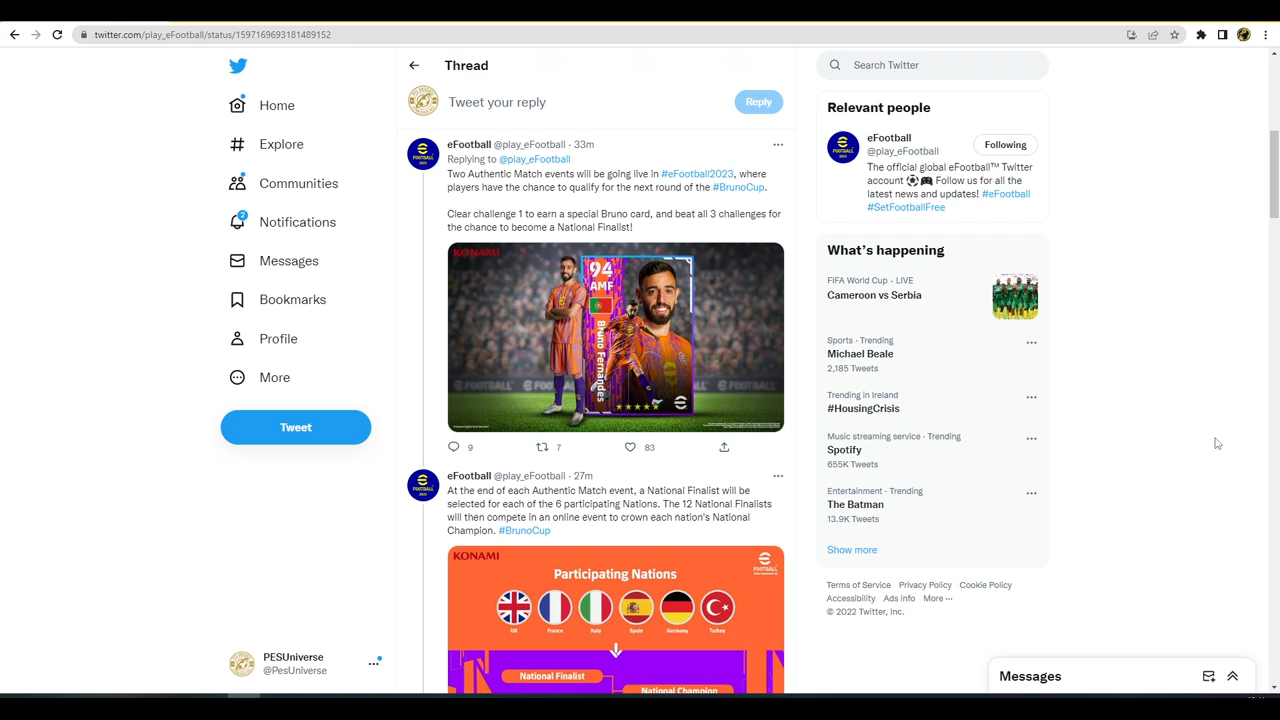 twitter.com/play_eFootball/status/1597169693181489152
Home
Explore
Communities
2
Notifications
Messages
Bookmarks
Profile
More
Tweet
PESUniverse
@PesUniverse
Thread
Tweet your reply
Reply
eFootball @play_eFootball · 33m
Replying to @play_eFootball
Two Authentic Match events will be going live in #eFootball2023, where
players have the chance to qualify for the next round of the #BrunoCup.
Clear challenge 1 to earn a special Bruno card, and beat all 3 challenges for
the chance to become a National Finalist!
KONAMI
94
AMF
Bruno Fernandes
9
7
83
eFootball @play_eFootball · 27m
At the end of each Authentic Match event, a National Finalist will be
selected for each of the 6 participating Nations. The 12 National Finalists
will then compete in an online event to crown each nation's National
Champion. #BrunoCup
KONAMI
Participating Nations
UK
France
Italy
Spain
Germany
Turkey
National Finalist
National Champion
Search Twitter
Relevant people
eFootball
@play_eFootball
Following
The official global eFootball™ Twitter
account ⚽🎮 Follow us for all the
latest news and updates! #eFootball
#SetFootballFree
What's happening
FIFA World Cup · LIVE
Cameroon vs Serbia
Sports · Trending
Michael Beale
2,185 Tweets
Trending in Ireland
#HousingCrisis
Music streaming service · Trending
Spotify
655K Tweets
Entertainment · Trending
The Batman
13.9K Tweets
Show more
Terms of Service Privacy Policy Cookie Policy
Accessibility Ads info More ···
© 2022 Twitter, Inc.
Messages